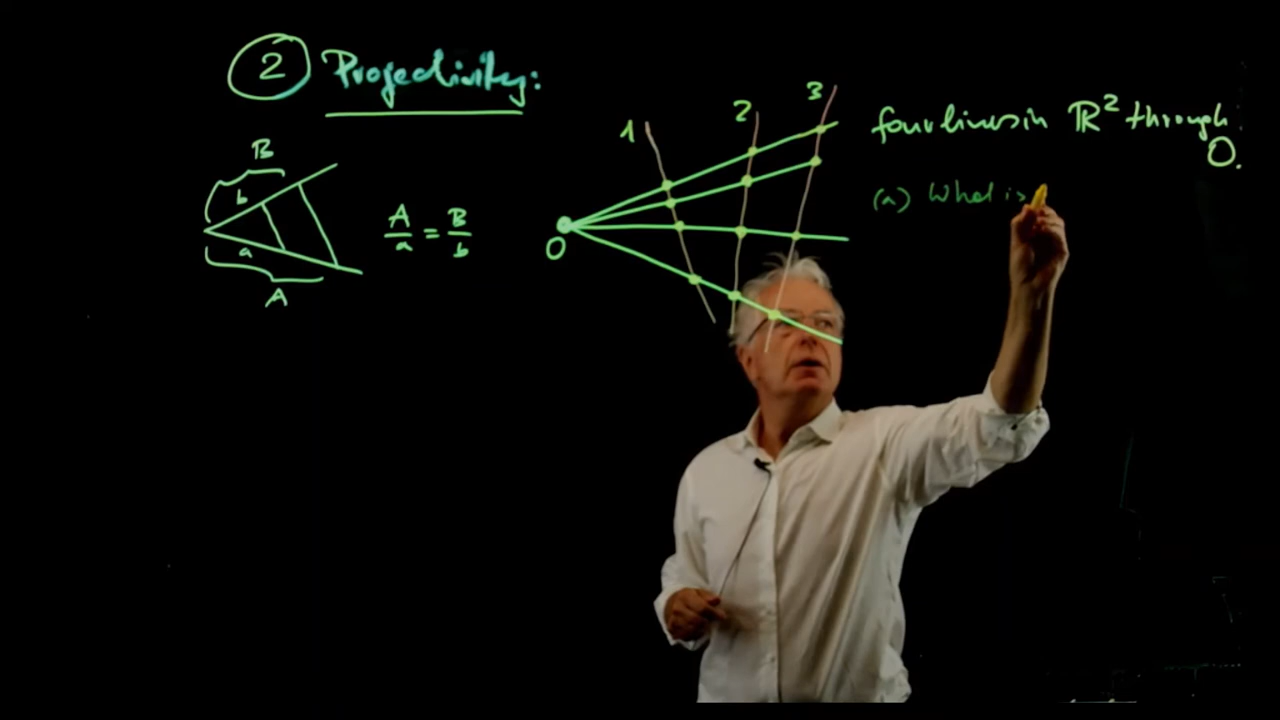 2 Projectivity:
B
b
a
A
A/a = B/b
1 2 3
O
four lines in ℝ² through
O.
(a) What is